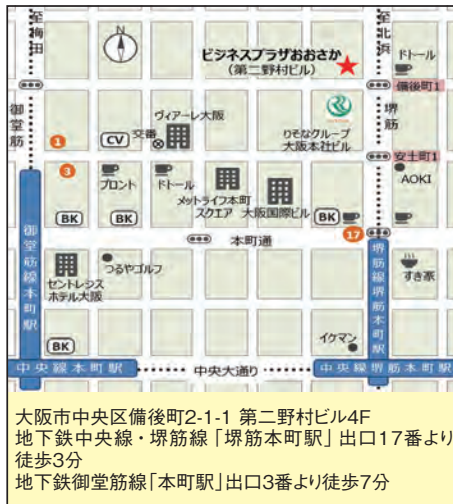 至梅田
至北浜
N
ビジネスプラザおおさか
(第二野村ビル)
ドトール
備後町1
御堂筋
堺筋
ヴィアーレ大阪
1
CV
交番
りそなグループ
大阪本社ビル
安土町1
3
プロント
ドトール
メットライフ本町
スクエア
大阪国際ビル
AOKI
BK
BK
BK
17
本町通
御堂筋線本町駅
堺筋線堺筋本町駅
つるやゴルフ
セントレジス
ホテル大阪
すき家
BK
イケマン
中央線本町駅
中央大通り
中央線堺筋本町駅
大阪市中央区備後町2-1-1 第二野村ビル4F
地下鉄中央線・堺筋線「堺筋本町駅」出口17番より
徒歩3分
地下鉄御堂筋線「本町駅」出口3番より徒歩7分